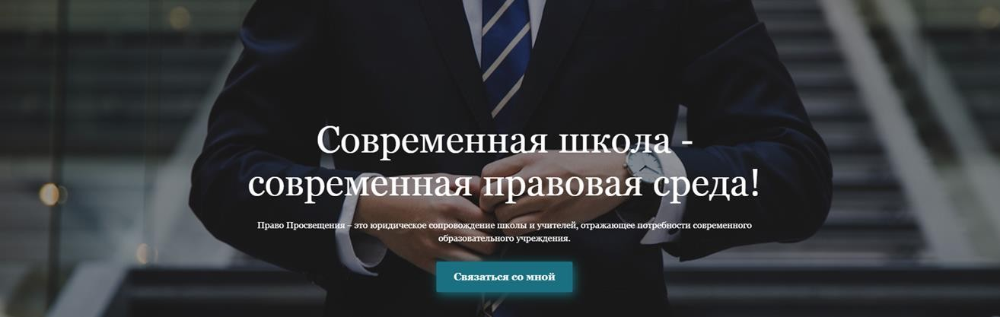 Современная школа -
современная правовая среда!
Право Просвещения – это юридическое сопровождение школы и учителей, отражающее потребности современного
образовательного учреждения.
Связаться со мной